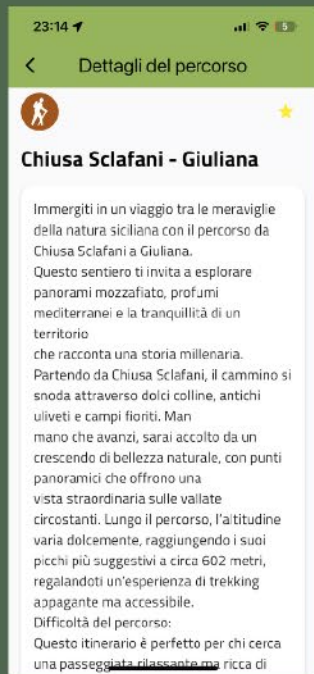 23:14
5
Dettagli del percorso
Chiusa Sclafani - Giuliana
Immergiti in un viaggio tra le meraviglie
della natura siciliana con il percorso da
Chiusa Sclafani a Giuliana.
Questo sentiero ti invita a esplorare
panorami mozzafiato, profumi
mediterranei e la tranquillità di un
territorio
che racconta una storia millenaria.
Partendo da Chiusa Sclafani, il cammino si
snoda attraverso dolci colline, antichi
uliveti e campi fioriti. Man
mano che avanzi, sarai accolto da un
crescendo di bellezza naturale, con punti
panoramici che offrono una
vista straordinaria sulle vallate
circostanti. Lungo il percorso, l'altitudine
varia dolcemente, raggiungendo i suoi
picchi più suggestivi a circa 602 metri,
regalandoti un'esperienza di trekking
appagante ma accessibile.
Difficoltà del percorso:
Questo itinerario è perfetto per chi cerca
una passeggiata rilassante ma ricca di